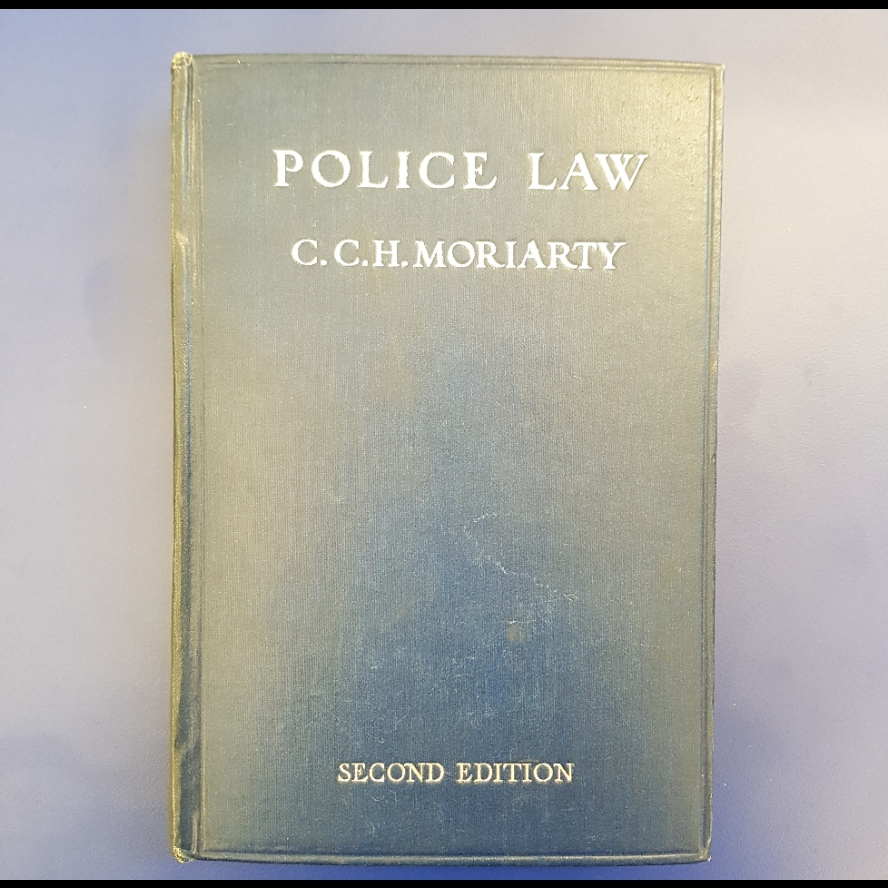 POLICE LAW
C.C.H. MORIARTY
SECOND EDITION